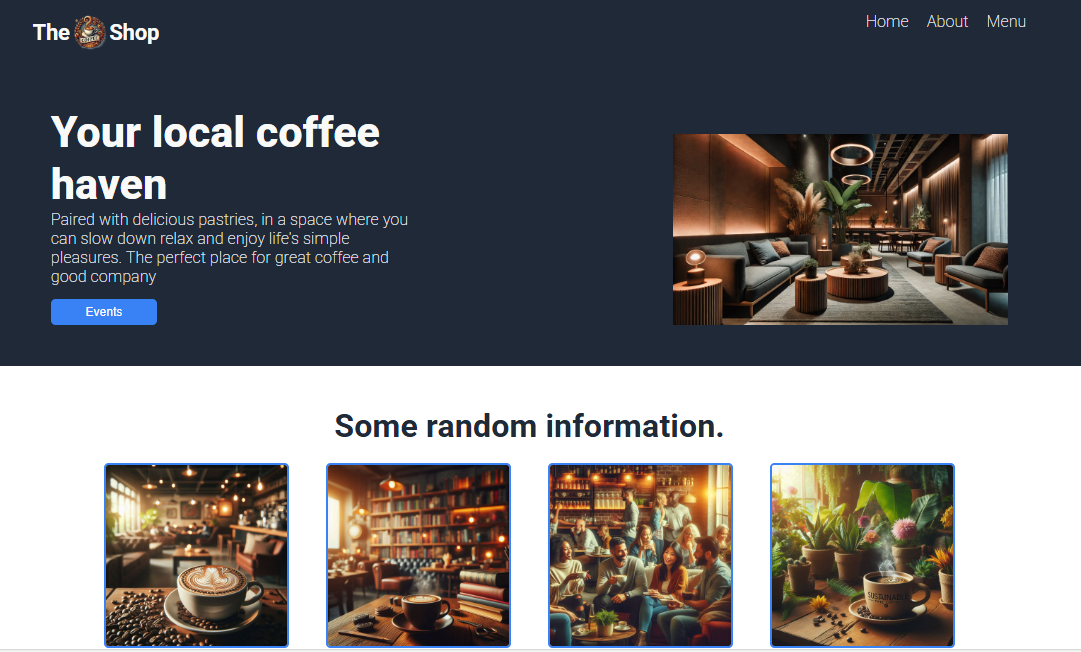 The COFFEE Shop
Home About Menu
Your local coffee
haven
Paired with delicious pastries, in a space where you
can slow down relax and enjoy life's simple
pleasures. The perfect place for great coffee and
good company
Events
Some random information.
SUSTAINABLE